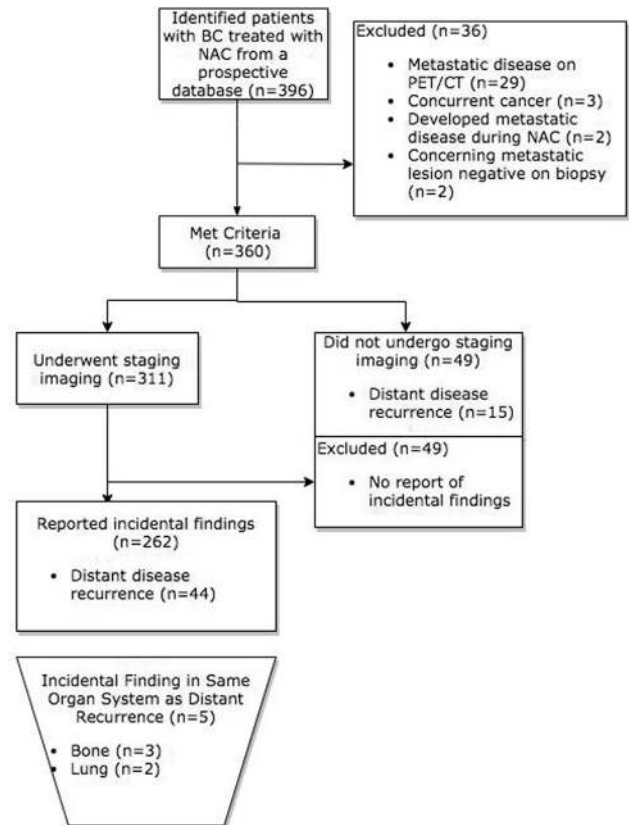 Identified patients
with BC treated with
NAC from a
prospective
database (n=396)
Excluded (n=36)
• Metastatic disease on
PET/CT (n=29)
• Concurrent cancer (n=3)
• Developed metastatic
disease during NAC (n=2)
• Concerning metastatic
lesion negative on biopsy
(n=2)
Met Criteria
(n=360)
Underwent staging
imaging (n=311)
Did not undergo staging
imaging (n=49)
• Distant disease
recurrence (n=15)
Excluded (n=49)
• No report of
incidental findings
Reported incidental findings
(n=262)
• Distant disease
recurrence (n=44)
Incidental Finding in Same
Organ System as Distant
Recurrence (n=5)
• Bone (n=3)
• Lung (n=2)